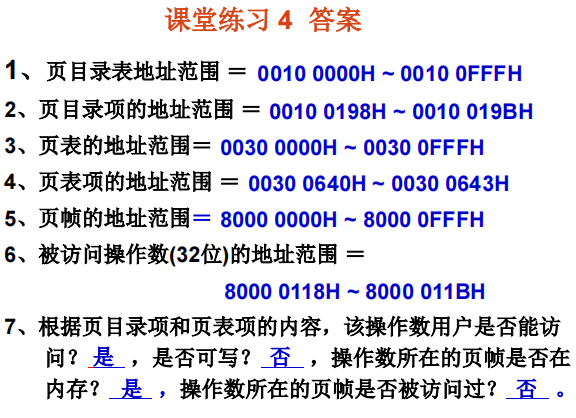 课堂练习 4 答案
1、页目录表地址范围 ＝ 0010 0000H ~ 0010 0FFFH
2、页目录项的地址范围 ＝ 0010 0198H ~ 0010 019BH
3、页表的地址范围＝ 0030 0000H ~ 0030 0FFFH
4、页表项的地址范围 ＝ 0030 0640H ~ 0030 0643H
5、页帧的地址范围＝ 8000 0000H ~ 8000 0FFFH
6、被访问操作数(32位)的地址范围 ＝
8000 0118H ~ 8000 011BH
7、根据页目录项和页表项的内容，该操作数用户是否能访
问？ 是 ，是否可写？ 否 ，操作数所在的页帧是否在
内存？ 是 ，操作数所在的页帧是否被访问过？ 否 。